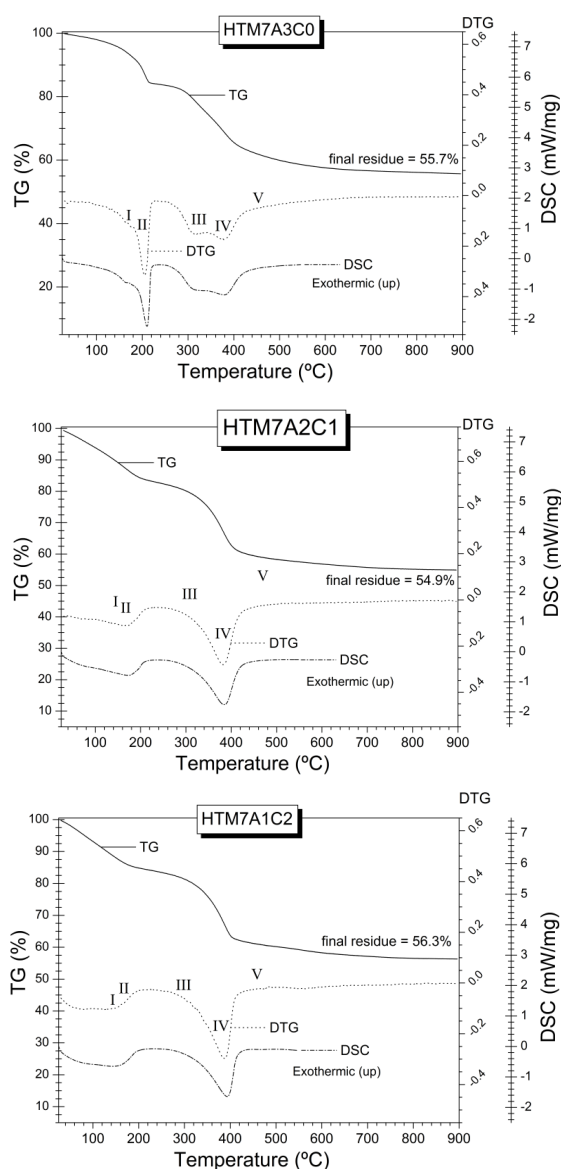 HTM7A3C0
DTG
100
80
60
40
20
TG (%)
TG
final residue = 55.7%
I
II
III
IV
V
DTG
DSC
Exothermic (up)
0.6
0.4
0.2
0.0
-0.2
-0.4
7
6
5
4
3
2
1
0
-1
-2
DSC (mW/mg)
100 200 300 400 500 600 700 800 900
Temperature (ºC)
HTM7A2C1
DTG
100
90
80
70
60
50
40
30
20
10
TG (%)
TG
final residue = 54.9%
I
II
III
IV
V
DTG
DSC
Exothermic (up)
0.6
0.4
0.2
0.0
-0.2
-0.4
7
6
5
4
3
2
1
0
-1
-2
DSC (mW/mg)
100 200 300 400 500 600 700 800 900
Temperature (ºC)
HTM7A1C2
DTG
100
90
80
70
60
50
40
30
20
10
TG (%)
TG
final residue = 56.3%
I
II
III
IV
V
DTG
DSC
Exothermic (up)
0.6
0.4
0.2
0.0
-0.2
-0.4
7
6
5
4
3
2
1
0
-1
-2
DSC (mW/mg)
100 200 300 400 500 600 700 800 900
Temperature (ºC)